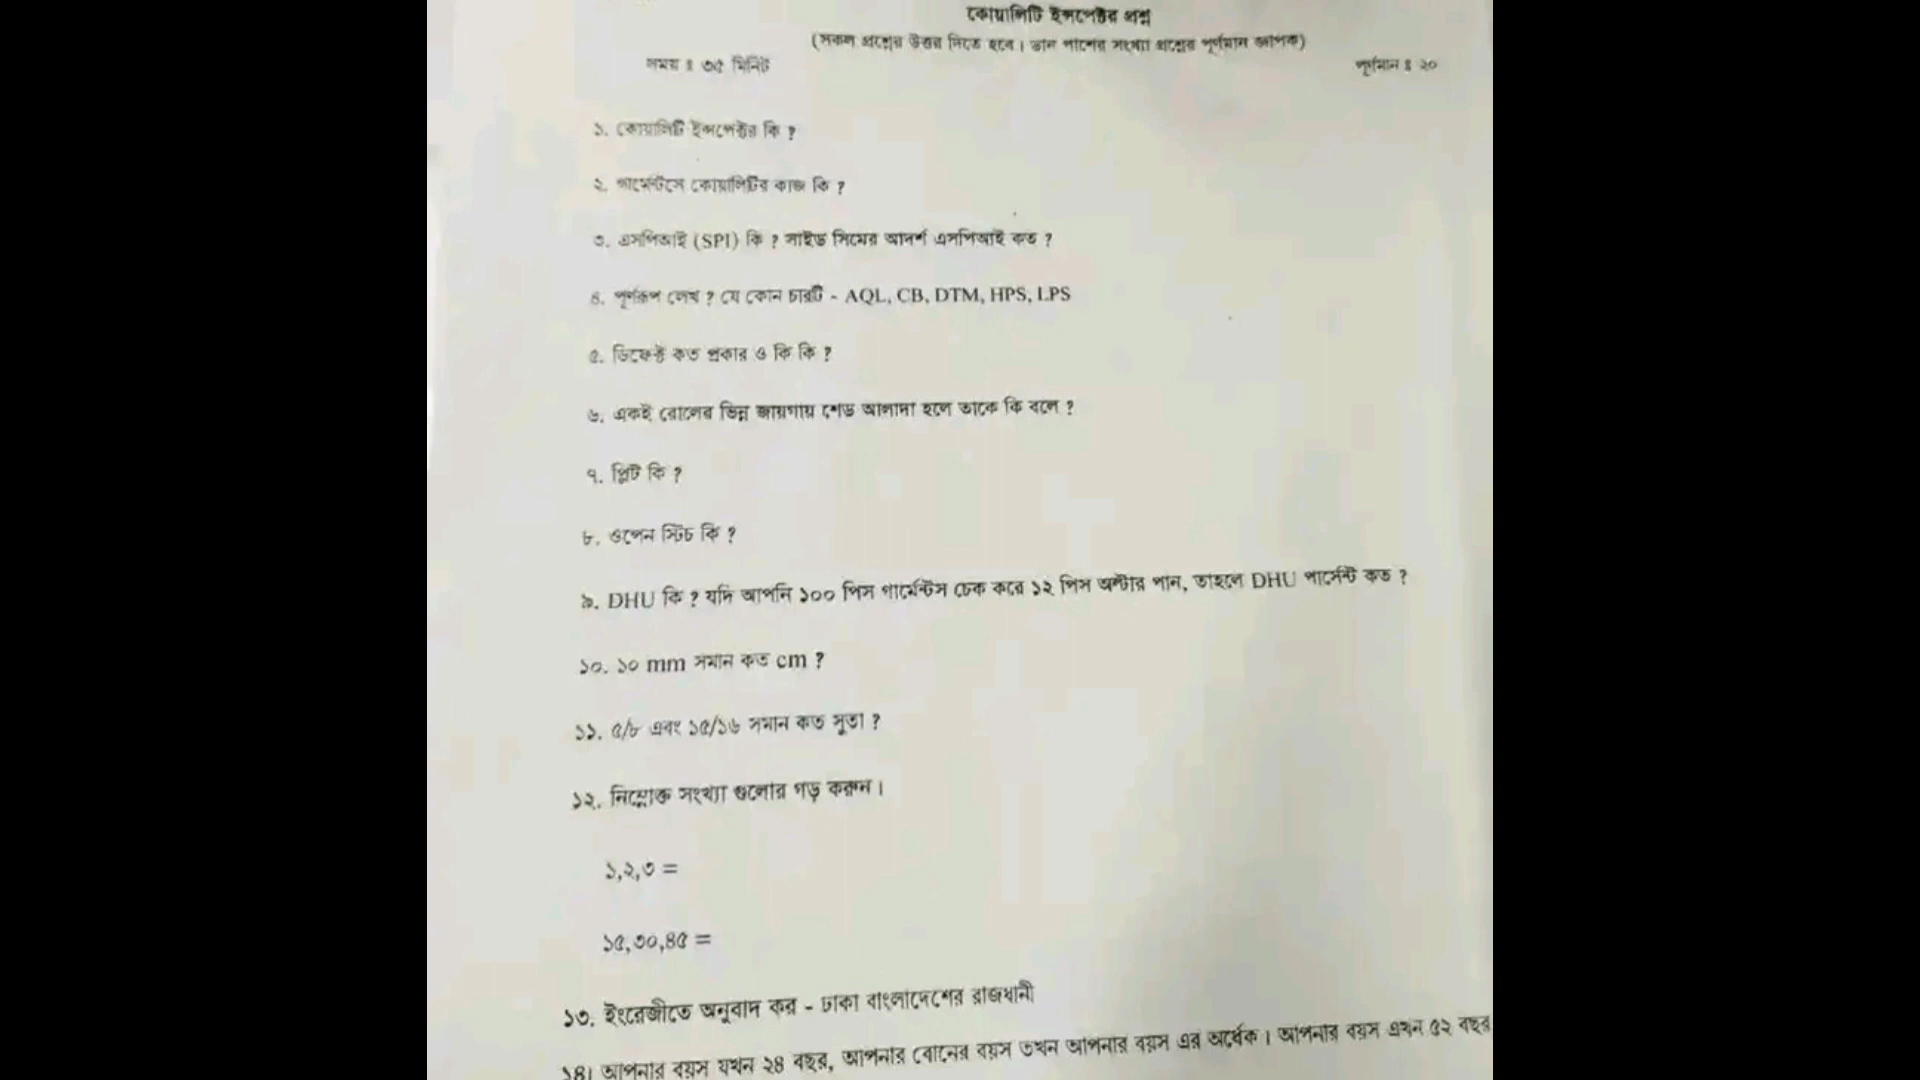 কোয়ালিটি ইন্সপেক্টর প্রশ্ন
(সকল প্রশ্নের উত্তর দিতে হবে। ডান পাশের সংখ্যা প্রশ্নের পূর্ণমান জ্ঞাপক)
সময় ঃ ৩৫ মিনিট
পূর্ণমান ঃ ২০
১. কোয়ালিটি ইন্সপেক্টর কি ?
২. গার্মেন্টসে কোয়ালিটির কাজ কি ?
৩. এসপিআই (SPI) কি ? সাইড সিমের আদর্শ এসপিআই কত ?
৪. পূর্ণরূপ লেখ ? যে কোন চারটি - AQL, CB, DTM, HPS, LPS
৫. ডিফেক্ট কত প্রকার ও কি কি ?
৬. একই রোলের ভিন্ন জায়গায় শেড আলাদা হলে তাকে কি বলে ?
৭. প্লিট কি ?
৮. ওপেন স্টিচ কি ?
৯. DHU কি ? যদি আপনি ১০০ পিস গার্মেন্টস চেক করে ১২ পিস অল্টার পান, তাহলে DHU পার্সেন্ট কত ?
১০. ১০ mm সমান কত cm ?
১১. ৫/৮ এবং ১৫/১৬ সমান কত সুতা ?
১২. নিম্নোক্ত সংখ্যা গুলোর গড় করুন।
১,২,৩ =
১৫,৩০,৪৫ =
১৩. ইংরেজীতে অনুবাদ কর - ঢাকা বাংলাদেশের রাজধানী
১৪। আপনার বয়স যখন ২৪ বছর, আপনার বোনের বয়স তখন আপনার বয়স এর অর্ধেক। আপনার বয়স এখন ৫২ বছর